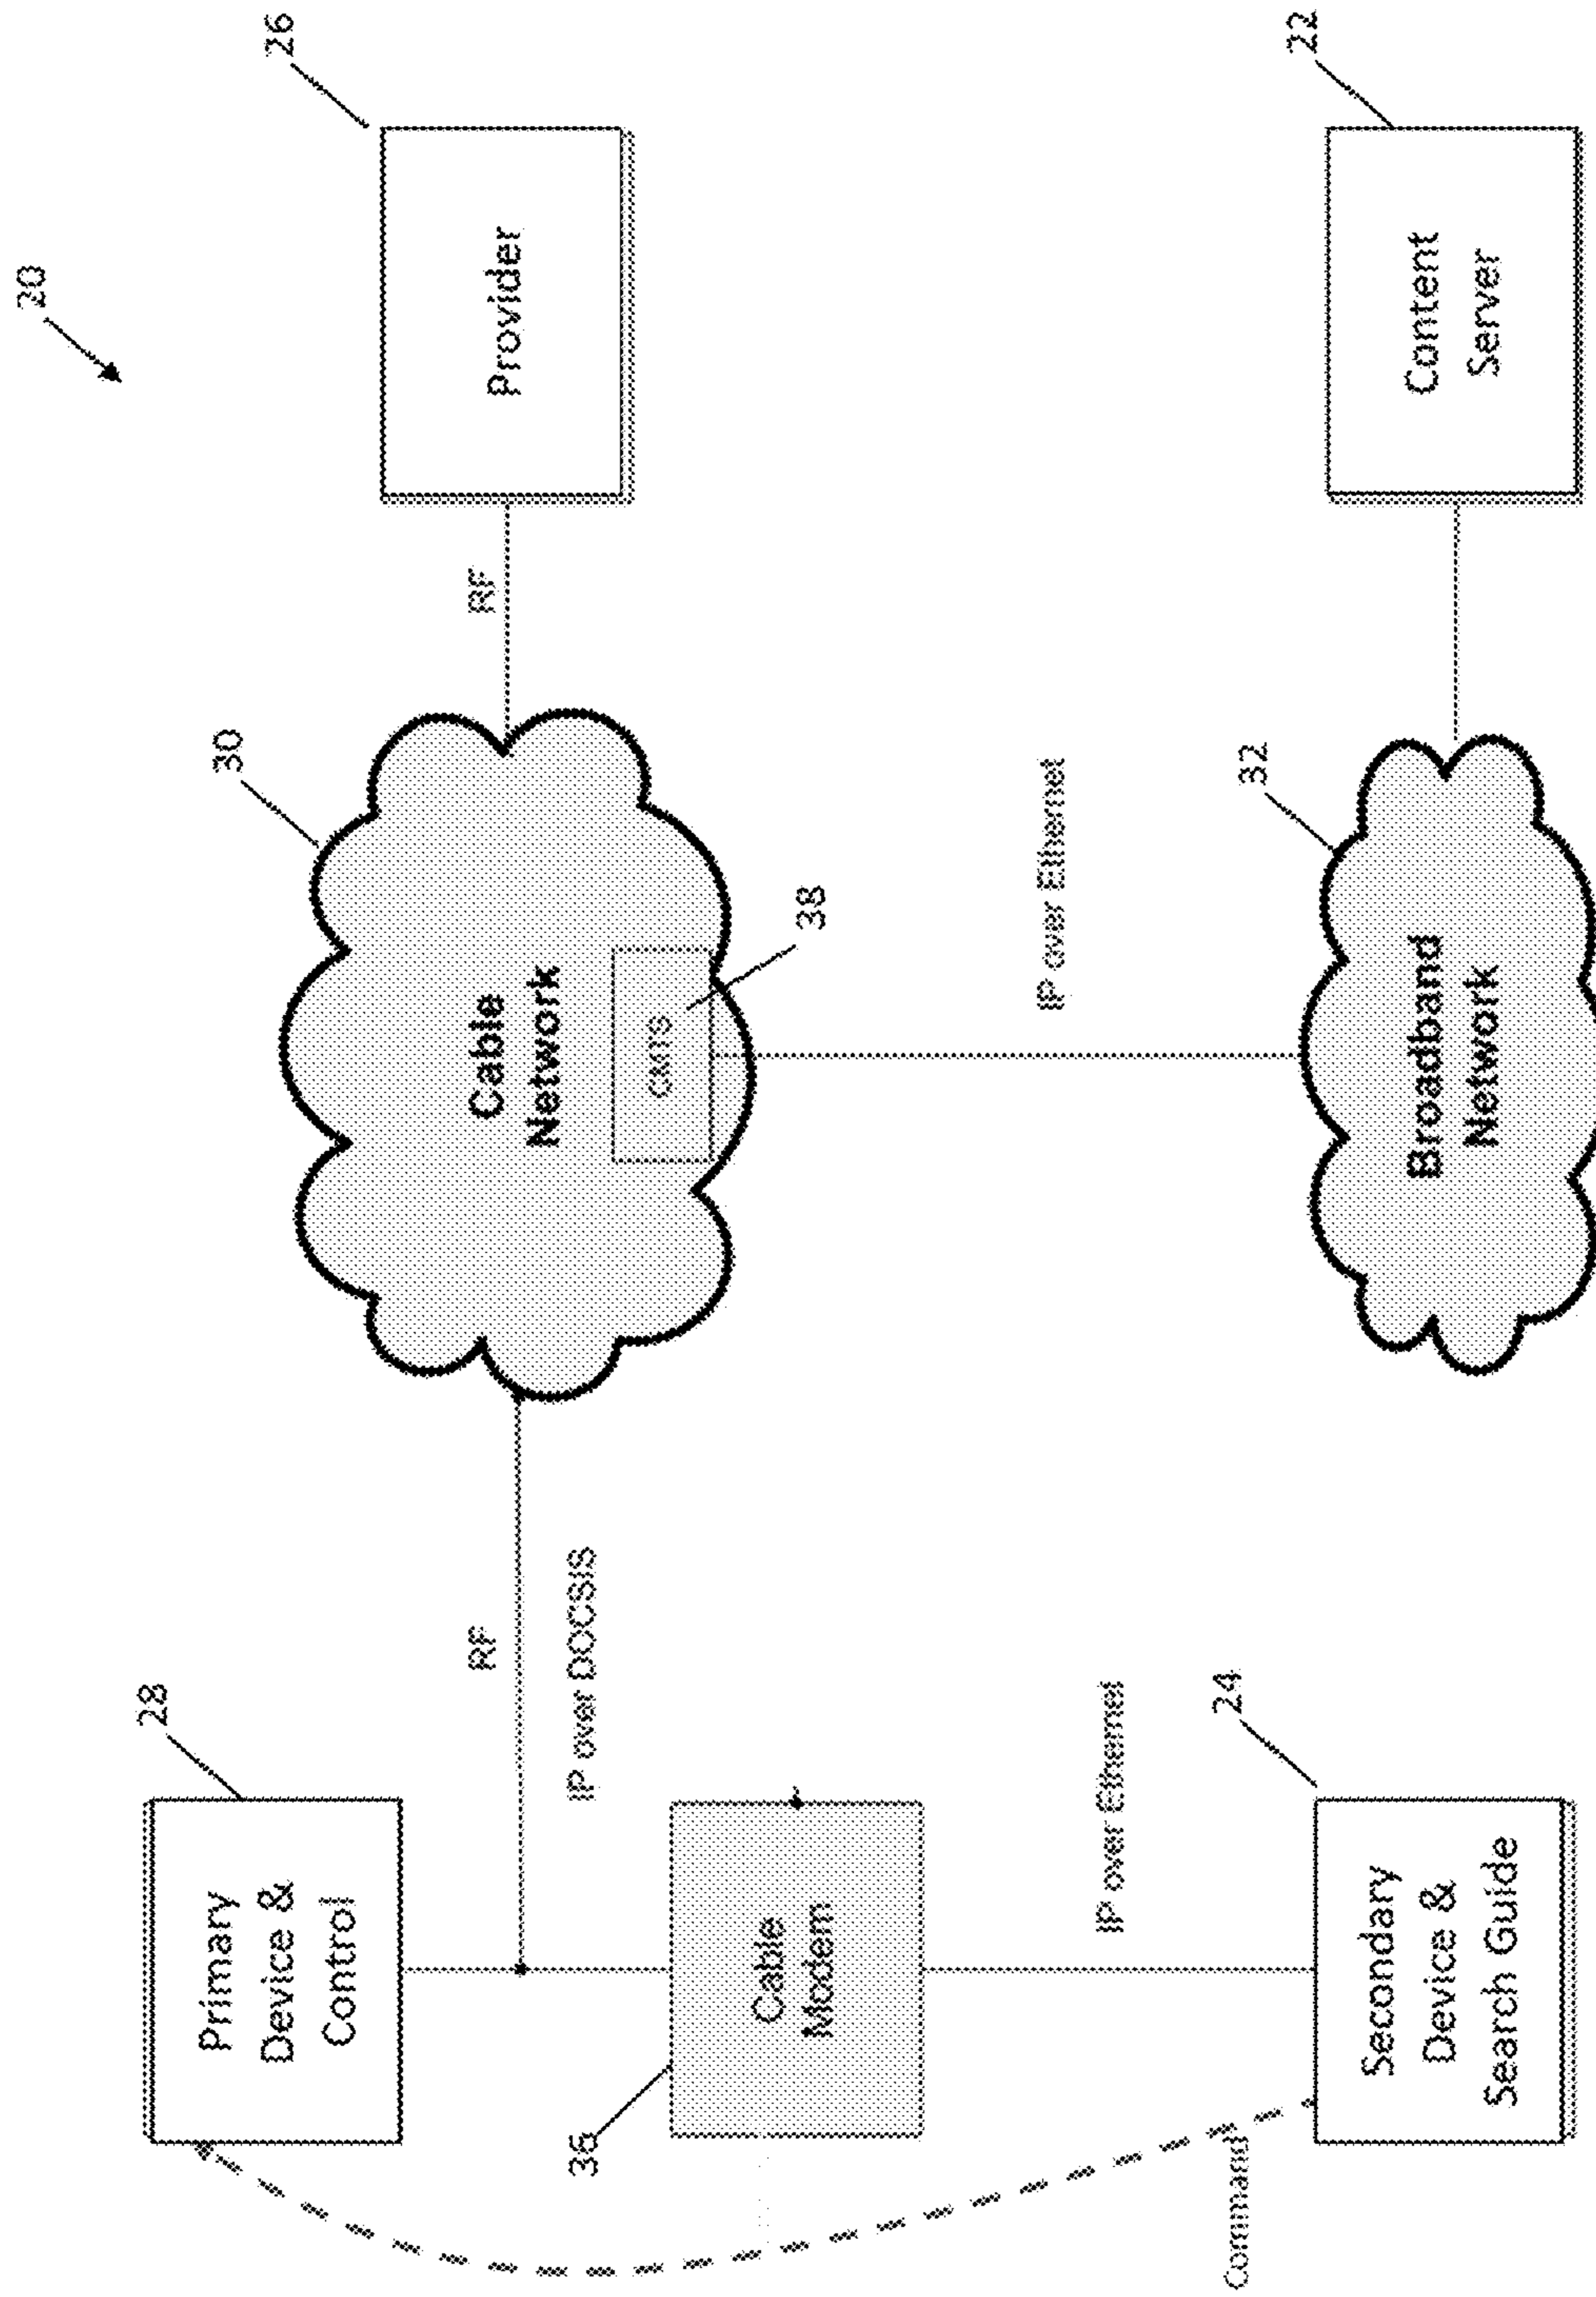 20
28
30
26
Primary
Device &
Control
RF
Cable
Network
RF
Provider
IP over DOCSIS
36
CMTS
38
Cable
Modem
IP over Ethernet
IP over Ethernet
Command
24
32
22
Secondary
Device &
Search Guide
Broadband
Network
Content
Server